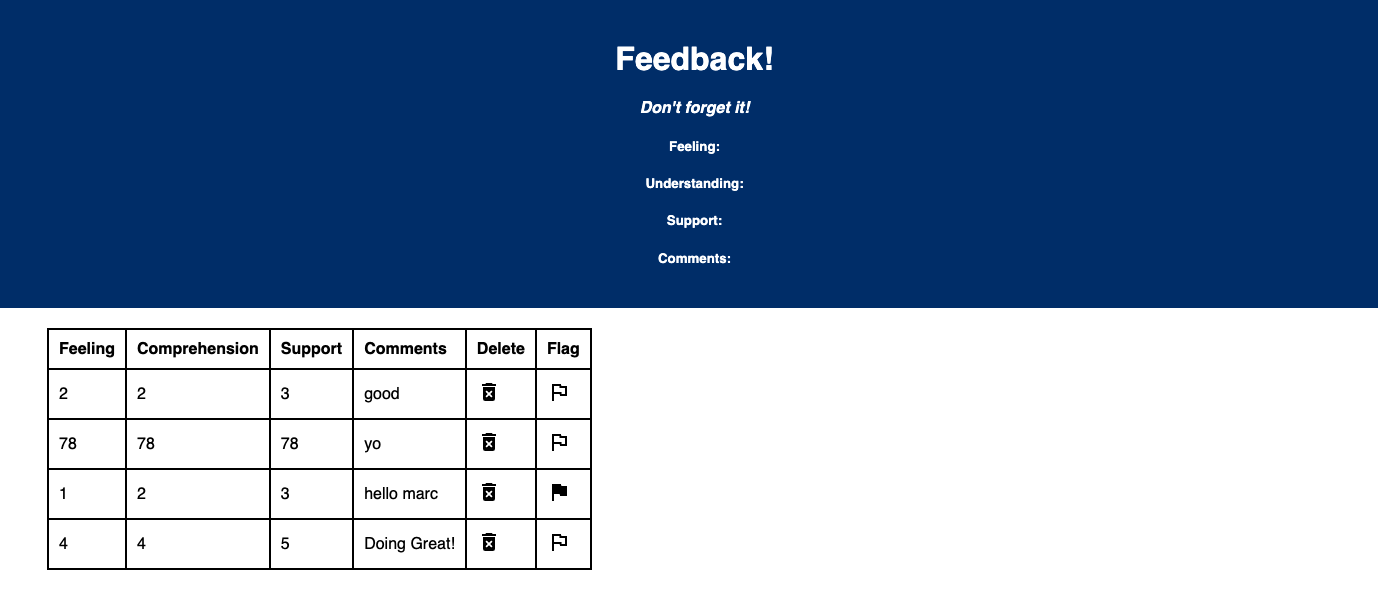 Feedback!
Don't forget it!
Feeling:
Understanding:
Support:
Comments:
Feeling Comprehension Support Comments Delete Flag
2 2 3 good
78 78 78 yo
1 2 3 hello marc
4 4 5 Doing Great!